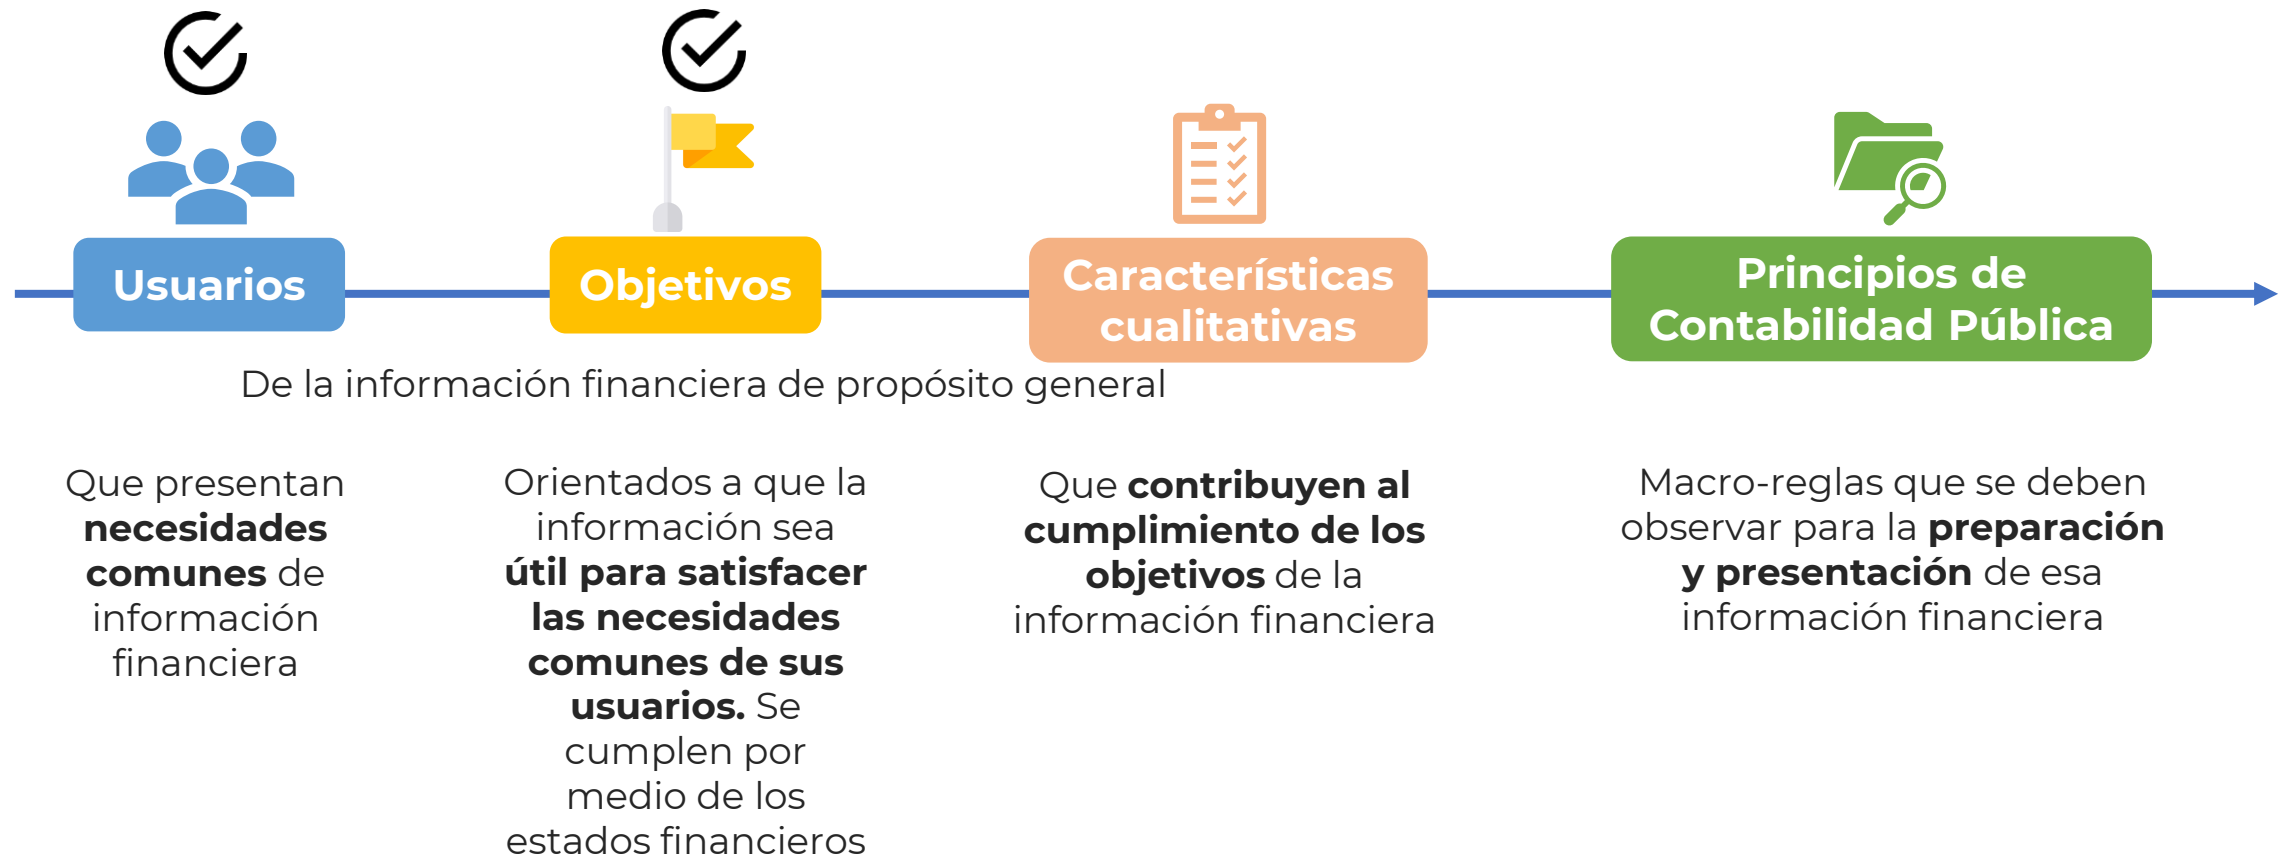 Usuarios
Objetivos
Características
cualitativas
Principios de
Contabilidad Pública
De la información financiera de propósito general
Que presentan
necesidades
comunes de
información
financiera
Orientados a que la
información sea
útil para satisfacer
las necesidades
comunes de sus
usuarios. Se
cumplen por
medio de los
estados financieros
Que contribuyen al
cumplimiento de los
objetivos de la
información financiera
Macro-reglas que se deben
observar para la preparación
y presentación de esa
información financiera